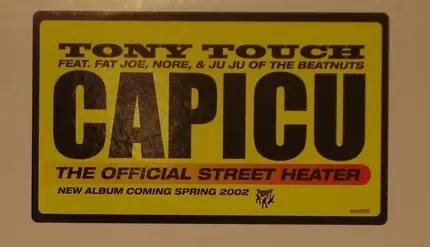 TONY TOUCH
FEAT. FAT JOE, NORE, & JU JU OF THE BEATNUTS
CAPICU
THE OFFICIAL STREET HEATER
NEW ALBUM COMING SPRING 2002